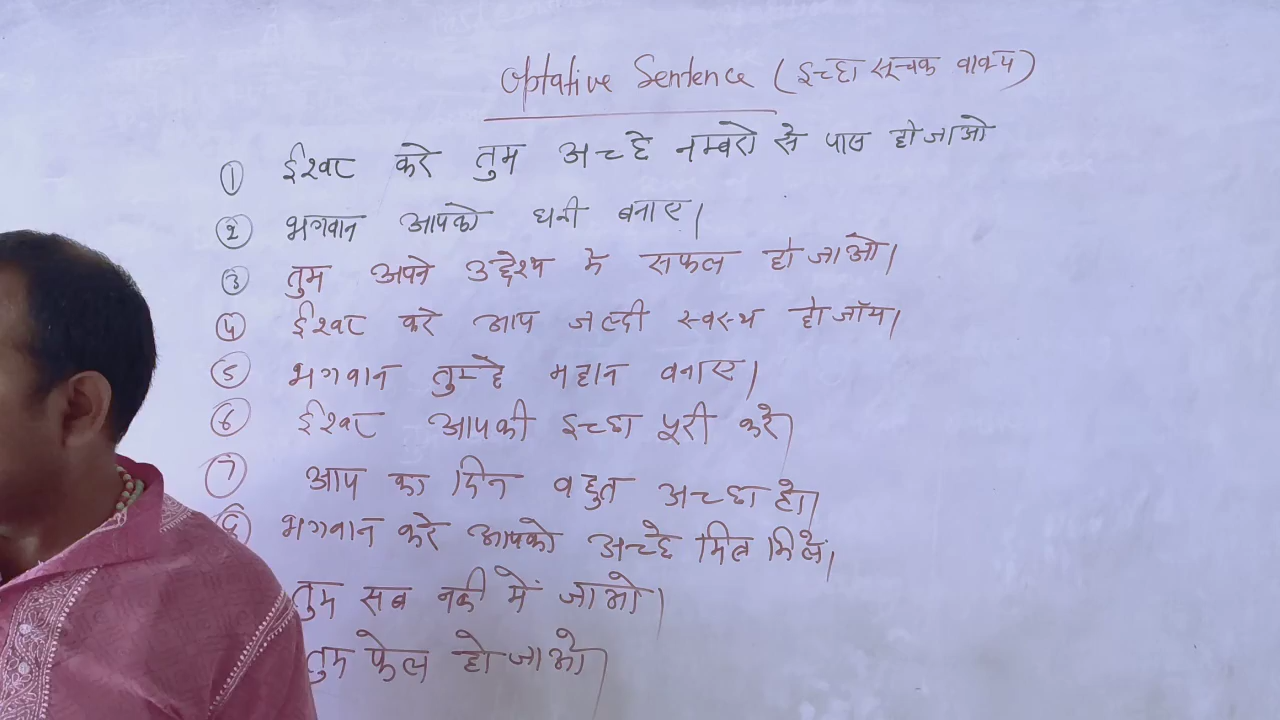 Optative Sentence (इच्छा सूचक वाक्य)
① ईश्वर करे तुम अच्छे नम्बरो से पास हो जाओ
② भगवान आपको धनी बनाए।
③ तुम अपने उद्देश्य मे सफल हो जाओ।
④ ईश्वर करे आप जल्दी स्वस्थ हो जॉय।
⑤ भगवान तुम्हे महान बनाए।
⑥ ईश्वर आपकी इच्छा पूरी करे।
⑦ आप का दिन बहुत अच्छा हो।
भगवान करे आपको अच्छे मित्र मिले।
तुम सब नर्क में जाओ।
तुम फेल हो जाओ।